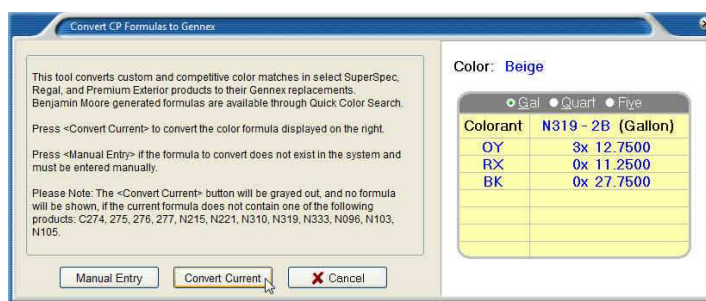 Convert CP Formulas to Gennex
This tool converts custom and competitive color matches in select SuperSpec,
Regal, and Premium Exterior products to their Gennex replacements.
Benjamin Moore generated formulas are available through Quick Color Search.
Press <Convert Current> to convert the color formula displayed on the right.
Press <Manual Entry> if the formula to convert does not exist in the system and
must be entered manually.
Please Note: The <Convert Current> button will be grayed out, and no formula
will be shown, if the current formula does not contain one of the following
products: C274, 275, 276, 277, N215, N221, N310, N319, N333, N096, N103,
N105.
Manual Entry Convert Current Cancel
Color: Beige
Gal Quart Five
Colorant N319 - 2B (Gallon)
OY 3x 12.7500
RX 0x 11.2500
BK 0x 27.7500